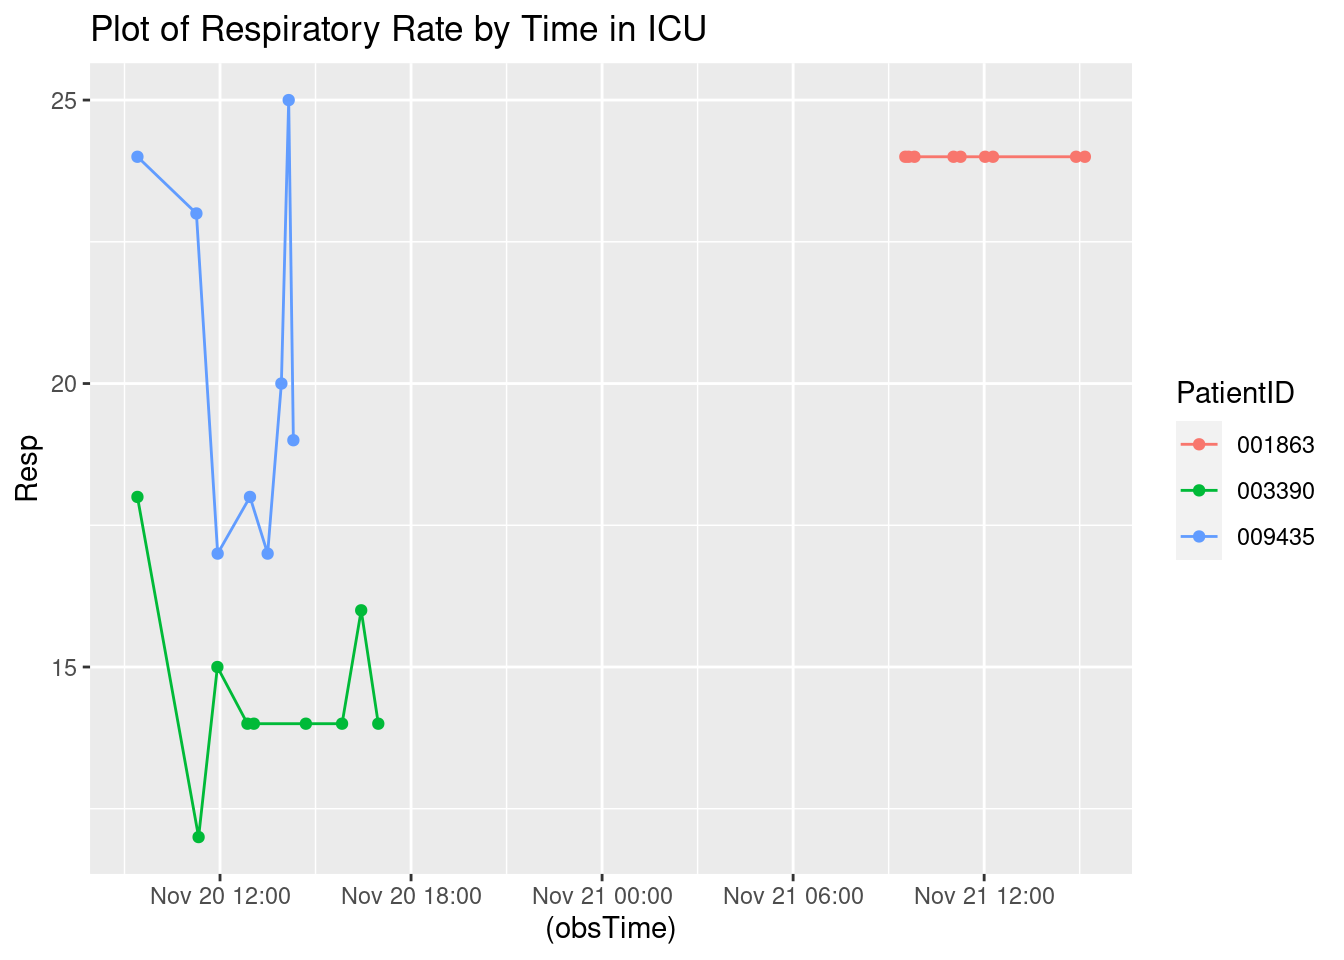 Plot of Respiratory Rate by Time in ICU
25
20
15
Resp
Nov 20 12:00
Nov 20 18:00
Nov 21 00:00
Nov 21 06:00
Nov 21 12:00
(obsTime)
PatientID
001863
003390
009435